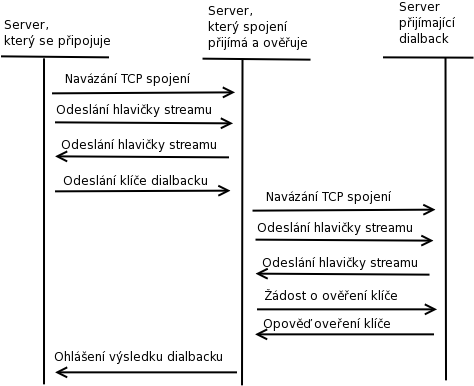 Server,
který se připojuje
Server,
který spojení
přijímá a ověřuje
Server
přijímající
dialback
Navázání TCP spojení
Odeslání hlavičky streamu
Odeslání hlavičky streamu
Odeslání klíče dialbacku
Navázání TCP spojení
Odeslání hlavičky streamu
Odeslání hlavičky streamu
Žádost o ověření klíče
Opověď oveření klíče
Ohlášení výsledku dialbacku